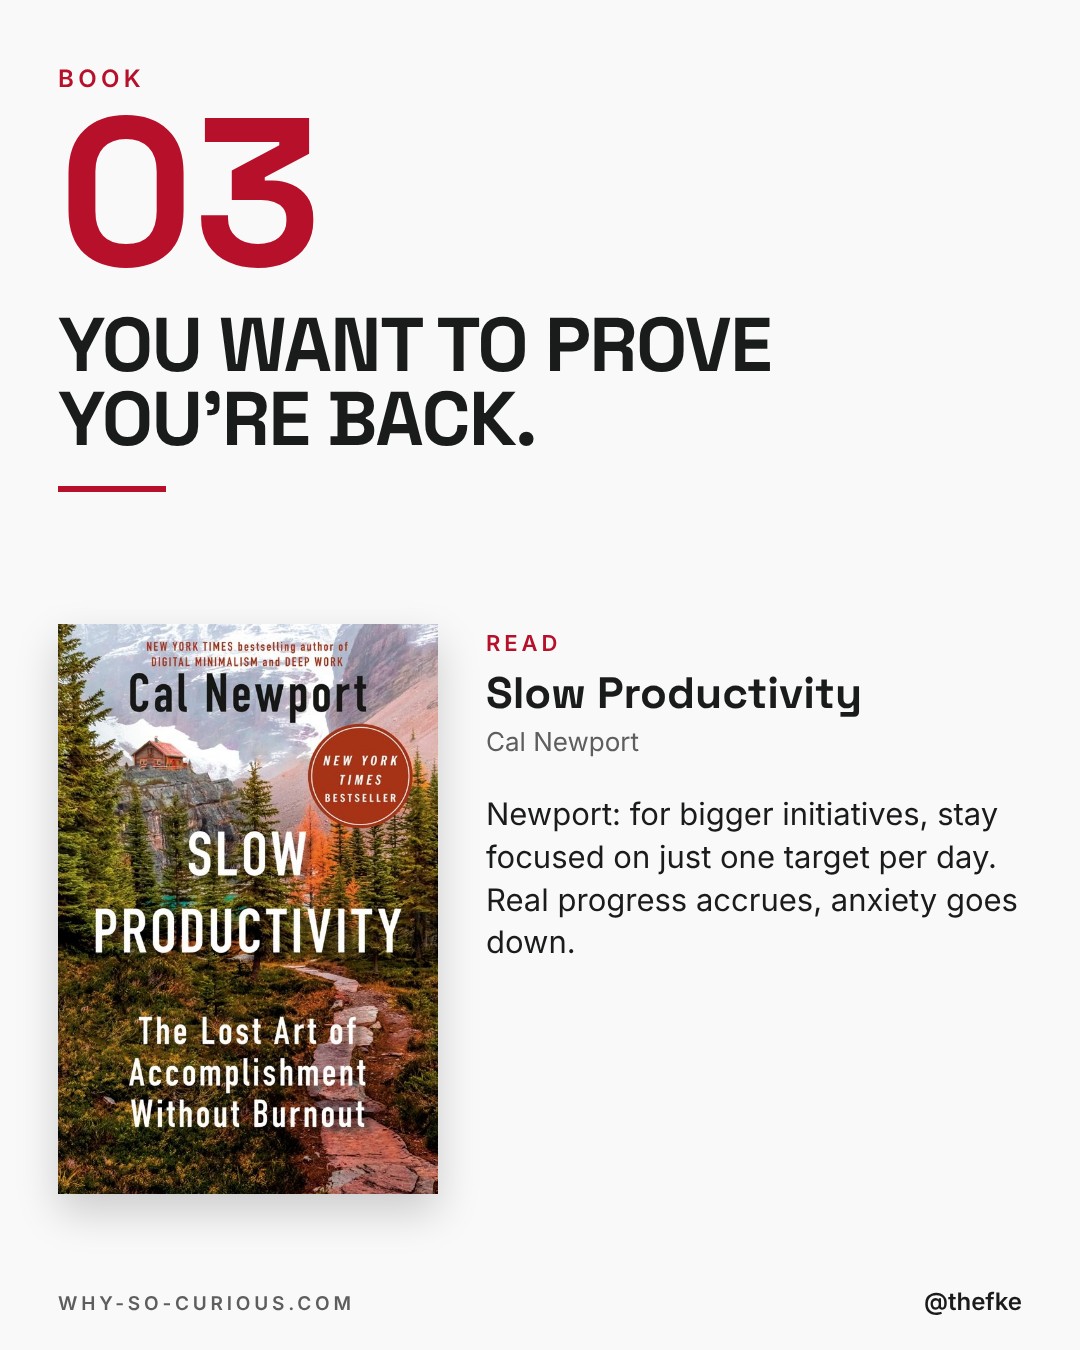 BOOK
03
YOU WANT TO PROVE
YOU’RE BACK.
NEW YORK TIMES bestselling author of
DIGITAL MINIMALISM and DEEP WORK
Cal Newport
NEW YORK
TIMES
BESTSELLER
SLOW
PRODUCTIVITY
The Lost Art of
Accomplishment
Without Burnout
READ
Slow Productivity
Cal Newport
Newport: for bigger initiatives, stay
focused on just one target per day.
Real progress accrues, anxiety goes
down.
WHY-SO-CURIOUS.COM
@thefke